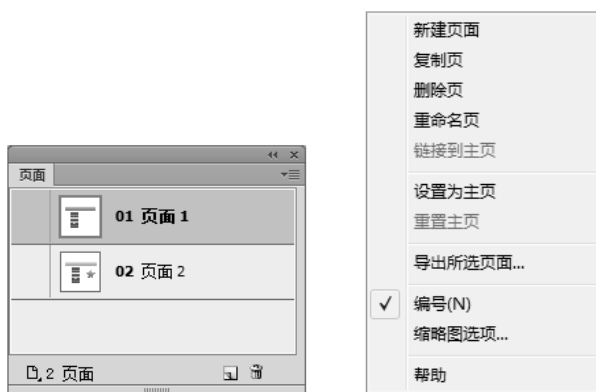 页面
01 页面 1
02 页面 2
2 页面
新建页面
复制页
删除页
重命名页
链接到主页
设置为主页
重置主页
导出所选页面...
编号(N)
缩略图选项...
帮助